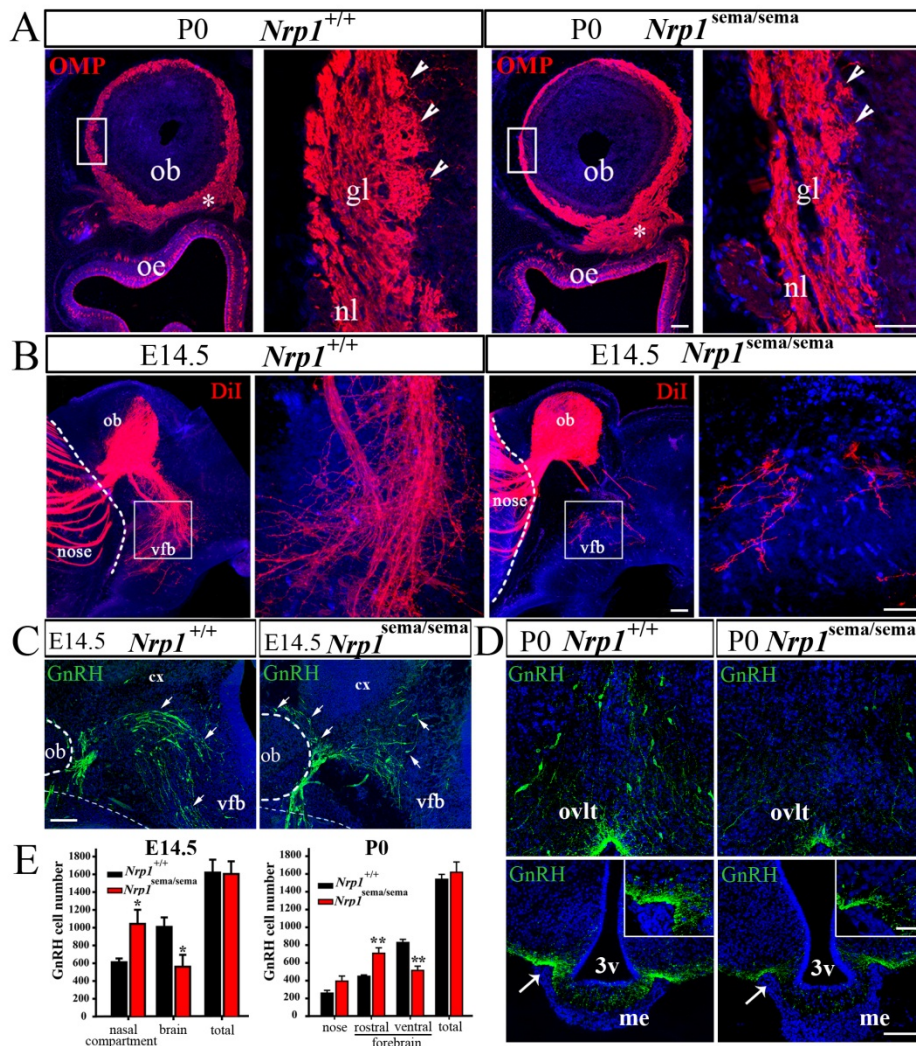 A
P0 Nrp1+/+
P0 Nrp1sema/sema
OMP
ob
*
oe
gl
nl
OMP
ob
*
oe
gl
nl
B
E14.5 Nrp1+/+
E14.5 Nrp1sema/sema
DiI
ob
nose
vfb
DiI
ob
nose
vfb
C
E14.5 Nrp1+/+
E14.5 Nrp1sema/sema
GnRH
cx
ob
vfb
GnRH
cx
ob
vfb
D
P0 Nrp1+/+
P0 Nrp1sema/sema
GnRH
ovlt
GnRH
ovlt
GnRH
3v
me
GnRH
3v
me
E
E14.5
GnRH cell number
1600
1400
1200
1000
800
600
400
200
Nrp1+/+
Nrp1sema/sema
*
*
nasal compartment
brain
total
P0
GnRH cell number
1600
1400
1200
1000
800
600
400
200
Nrp1+/+
Nrp1sema/sema
**
**
nose
rostral
ventral
total
forebrain